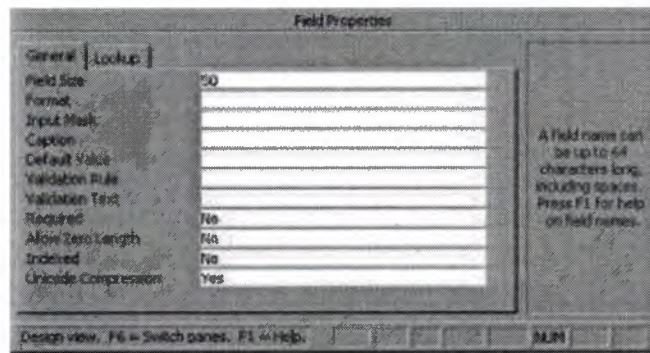 Field Properties
General Lookup
Field Size 50
Format
Input Mask
Caption
Default Value
Validation Rule
Validation Text
Required No
Allow Zero Length No
Indexed No
Unicode Compression Yes
A field name can
be up to 64
characters long,
including spaces.
Press F1 for help
on field names.
Design view. F6 = Switch panes. F1 = Help. NUM